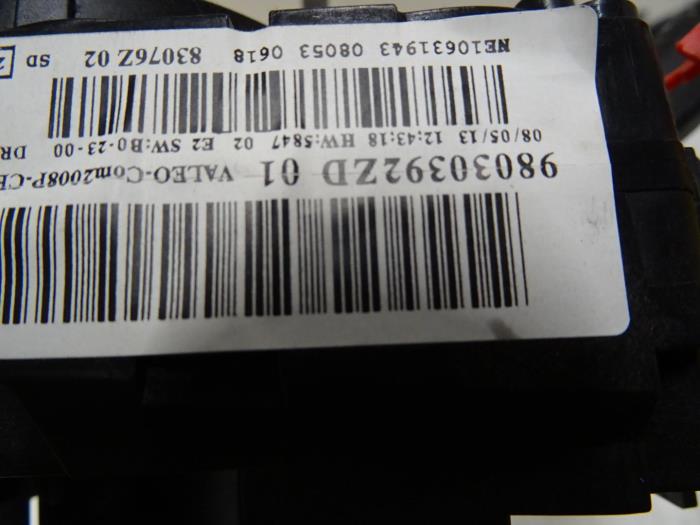 98030392ZD 01 VALEO-Com2008P-CE
08/05/13 12:43:18 HW:5847 02 E2 SW:B0-23-00 DR
NE10631943 08053 0618 83076Z 02 SD